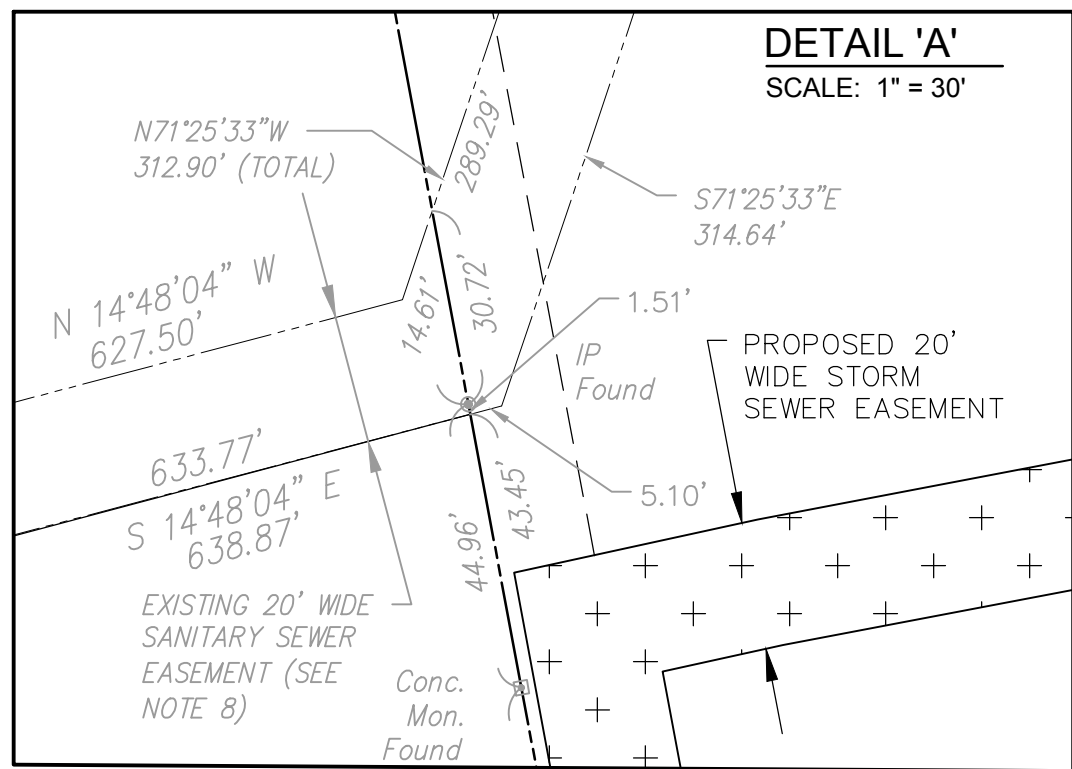 DETAIL 'A'
SCALE: 1" = 30'
N71°25'33"W
312.90' (TOTAL)
289.29'
S71°25'33"E
314.64'
N 14°48'04" W
627.50'
14.61'
30.72'
1.51'
IP
Found
PROPOSED 20'
WIDE STORM
SEWER EASEMENT
633.77'
S 14°48'04" E
638.87'
44.96'
43.45'
5.10'
EXISTING 20' WIDE
SANITARY SEWER
EASEMENT (SEE
NOTE 8)
Conc.
Mon.
Found